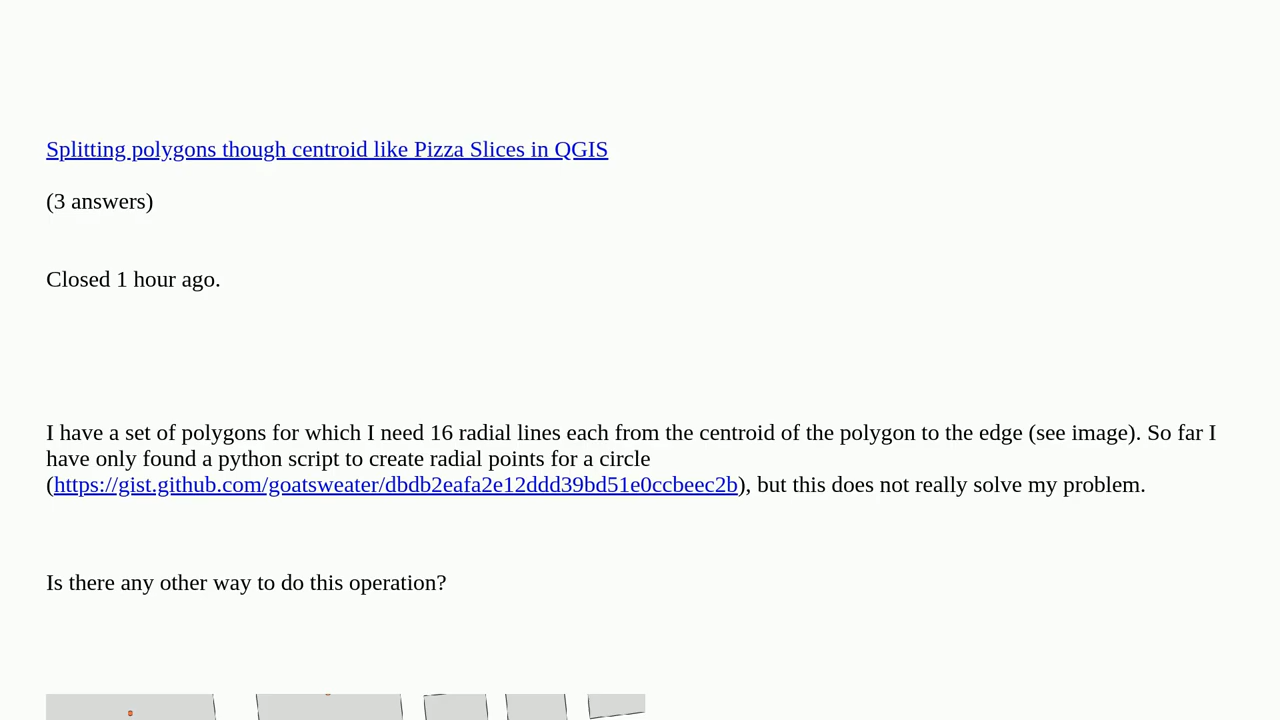 Splitting polygons though centroid like Pizza Slices in QGIS
(3 answers)
Closed 1 hour ago.
I have a set of polygons for which I need 16 radial lines each from the centroid of the polygon to the edge (see image). So far I
have only found a python script to create radial points for a circle
(https://gist.github.com/goatsweater/dbdb2eafa2e12ddd39bd51e0ccbeec2b), but this does not really solve my problem.
Is there any other way to do this operation?